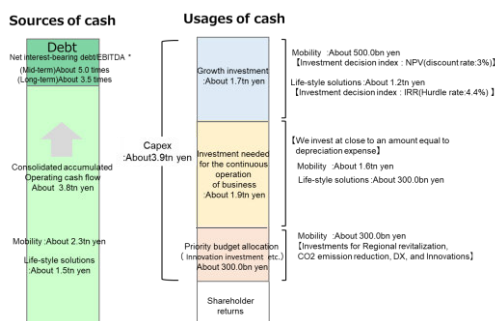 Sources of cash
Debt
Net interest-bearing debt/EBITDA *
(Mid-term)About 5.0 times
(Long-term)About 3.5 times
Consolidated accumulated
Operating cash flow
About 3.8tn yen
Mobility :About 2.3tn yen
Life-style solutions
:About 1.5tn yen
Usages of cash
Capex
:About3.9tn yen
Growth investment
:About 1.7tn yen
Mobility :About 500.0bn yen
【Investment decision index : NPV(discount rate:3%)】
Life-style solutions :About 1.2tn yen
【Investment decision index : IRR(Hurdle rate:4.4%)】
Investment needed
for the continuous
operation
of business
:About 1.9tn yen
【We invest at close to an amount equal to
depreciation expense】
Mobility :About 1.6tn yen
Life-style solutions :About 300.0bn yen
Priority budget allocation
( Innovation investment etc.)
About 300.0bn yen
Mobility :About 300.0bn yen
【Investments for Regional revitalization,
CO2 emission reduction, DX, and Innovations】
Shareholder
returns